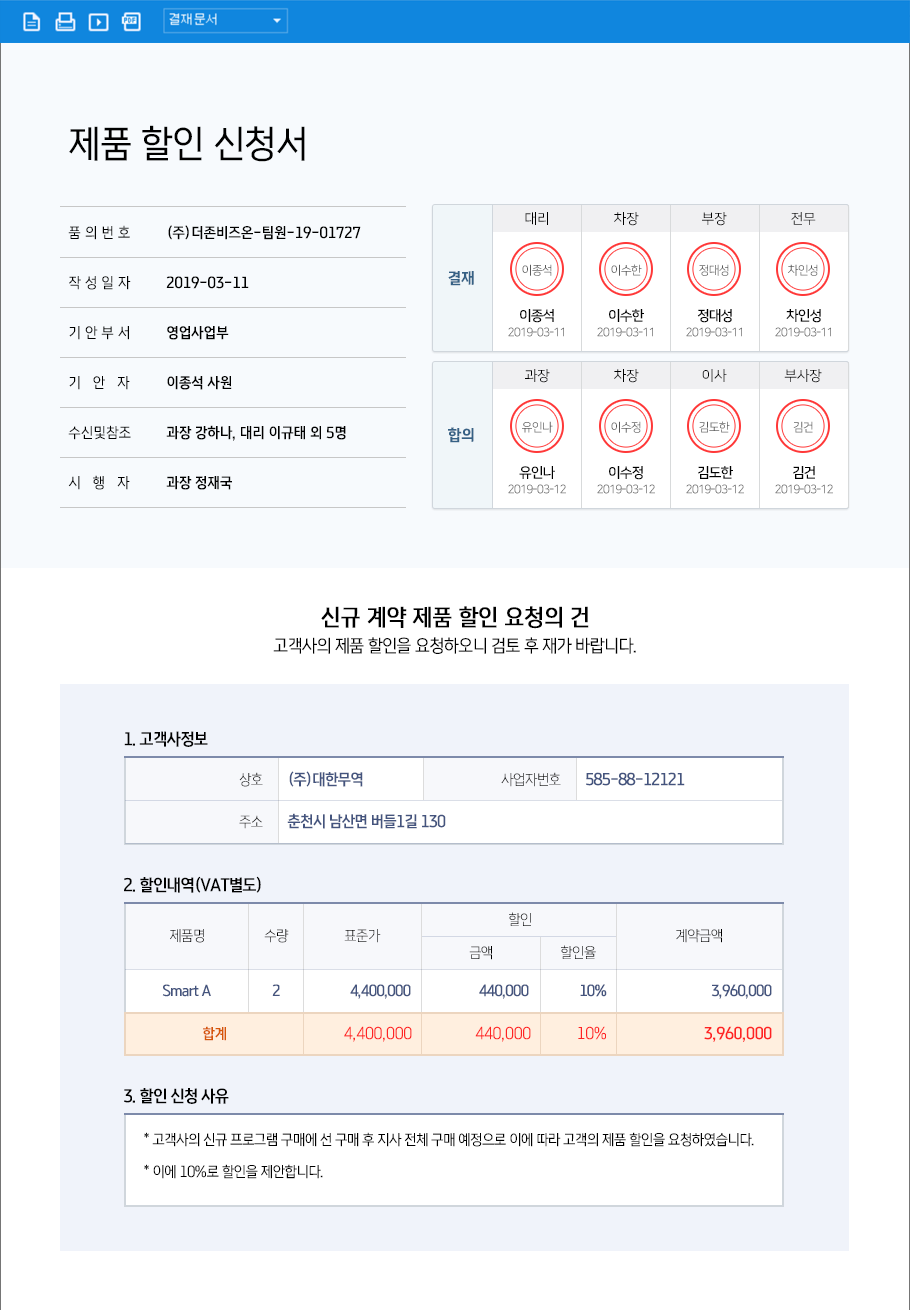 결재문서
제품 할인 신청서
품의번호 (주)더존비즈온-팀원-19-01727
작성일자 2019-03-11
기안부서 영업사업부
기 안 자 이종석 사원
수신및참조 과장 강하나, 대리 이규태 외 5명
시 행 자 과장 정재국
결재
대리 차장 부장 전무
이종석 이수한 정대성 차인성
이종석 이수한 정대성 차인성
2019-03-11 2019-03-11 2019-03-11 2019-03-11
합의
과장 차장 이사 부사장
유인나 이수정 김도한 김건
유인나 이수정 김도한 김건
2019-03-12 2019-03-12 2019-03-12 2019-03-12
신규 계약 제품 할인 요청의 건
고객사의 제품 할인을 요청하오니 검토 후 재가 바랍니다.
1. 고객사정보
상호 (주)대한무역 사업자번호 585-88-12121
주소 춘천시 남산면 버들1길 130
2. 할인내역(VAT별도)
제품명 수량 표준가 할인 계약금액
금액 할인율
Smart A 2 4,400,000 440,000 10% 3,960,000
합계 4,400,000 440,000 10% 3,960,000
3. 할인 신청 사유
* 고객사의 신규 프로그램 구매에 선 구매 후 지사 전체 구매 예정으로 이에 따라 고객의 제품 할인을 요청하였습니다.
* 이에 10%로 할인을 제안합니다.
PDF